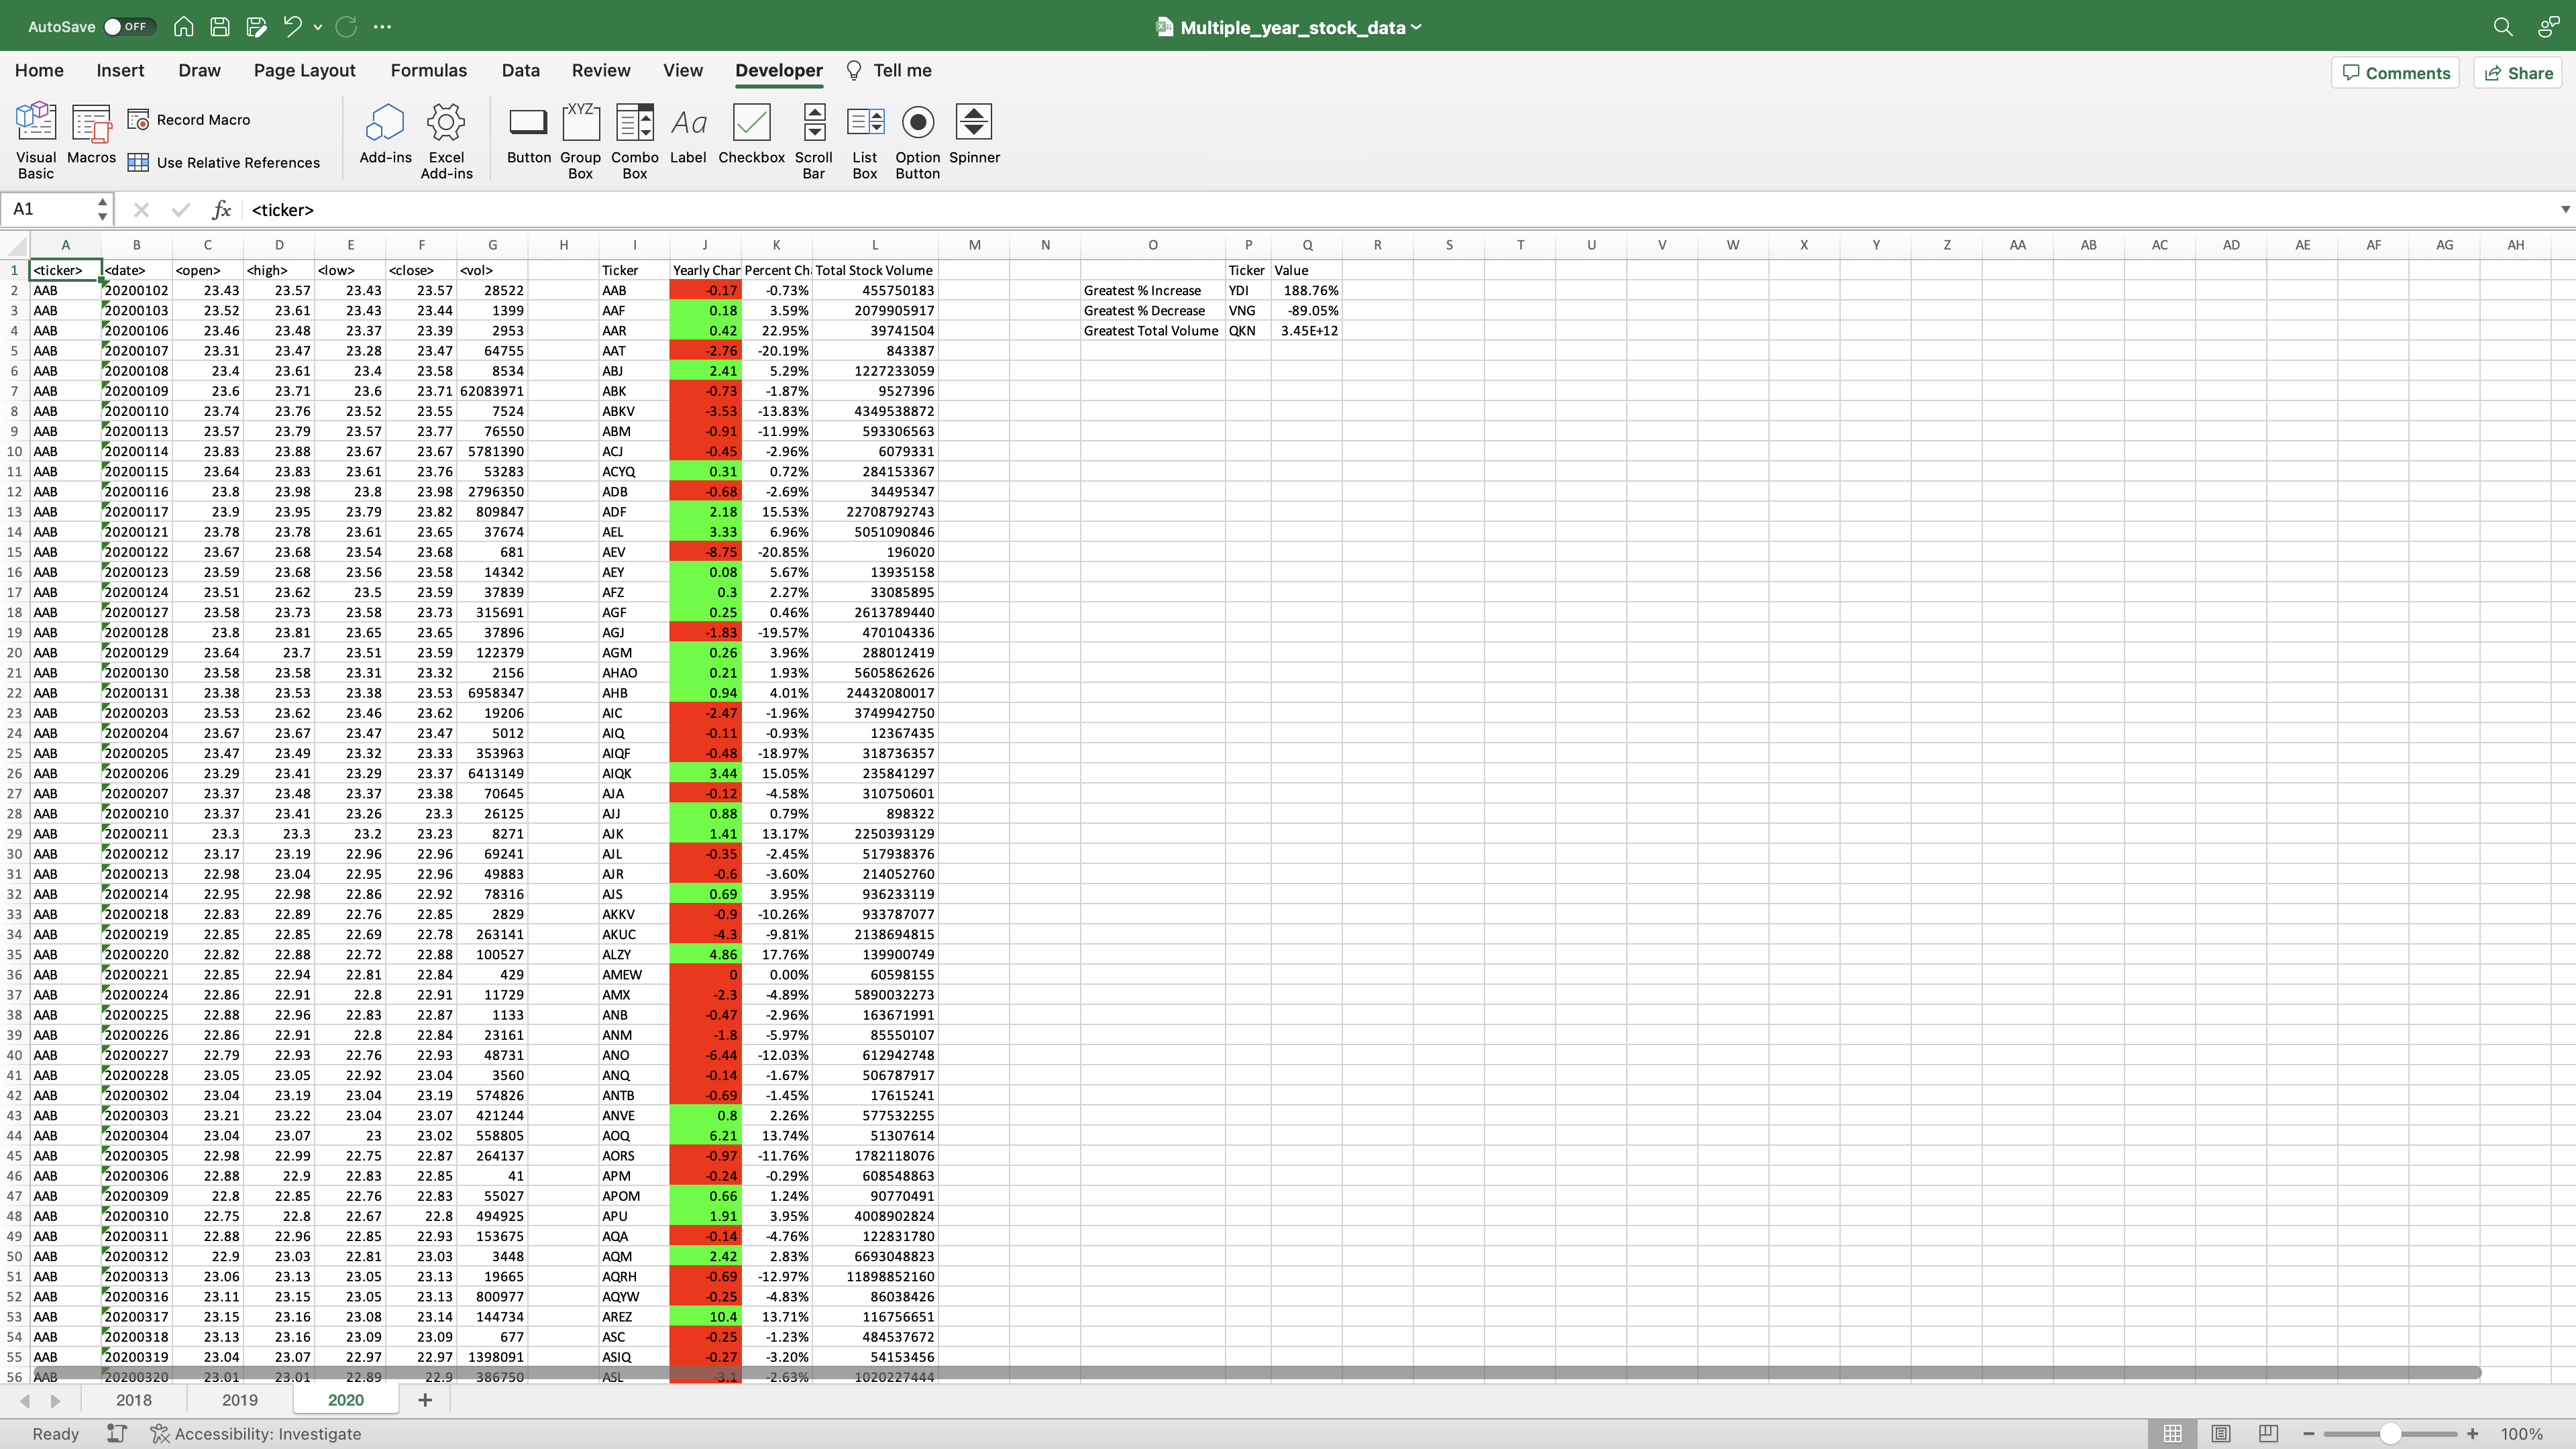 AutoSave OFF Multiple_year_stock_data
Home Insert Draw Page Layout Formulas Data Review View Developer Tell me Comments Share
Visual Basic Macros Record Macro Use Relative References Add-ins Excel Add-ins Button Group Box Combo Box Label Checkbox Scroll Bar List Box Option Button Spinner
A1 fx <ticker>
A B C D E F G H I J K L M N O P Q R S T U V W X Y Z AA AB AC AD AE AF AG AH
1 <ticker> <date> <open> <high> <low> <close> <vol> Ticker Yearly Char Percent Ch Total Stock Volume Ticker Value
2 AAB 20200102 23.43 23.57 23.43 23.57 28522 AAB -0.17 -0.73% 455750183 Greatest % Increase YDI 188.76%
3 AAB 20200103 23.52 23.61 23.43 23.44 1399 AAF 0.18 3.59% 2079905917 Greatest % Decrease VNG -89.05%
4 AAB 20200106 23.46 23.48 23.37 23.39 2953 AAR 0.42 22.95% 39741504 Greatest Total Volume QKN 3.45E+12
5 AAB 20200107 23.31 23.47 23.28 23.47 64755 AAT -2.76 -20.19% 843387
6 AAB 20200108 23.4 23.61 23.4 23.58 8534 ABJ 2.41 5.29% 1227233059
7 AAB 20200109 23.6 23.71 23.6 23.71 62083971 ABK -0.73 -1.87% 9527396
8 AAB 20200110 23.74 23.76 23.52 23.55 7524 ABKV -3.53 -13.83% 4349538872
9 AAB 20200113 23.57 23.79 23.57 23.77 76550 ABM -0.91 -11.99% 593306563
10 AAB 20200114 23.83 23.88 23.67 23.67 5781390 ACJ -0.45 -2.96% 6079331
11 AAB 20200115 23.64 23.83 23.61 23.76 53283 ACYQ 0.31 0.72% 284153367
12 AAB 20200116 23.8 23.98 23.8 23.98 2796350 ADB -0.68 -2.69% 34495347
13 AAB 20200117 23.9 23.95 23.79 23.82 809847 ADF 2.18 15.53% 22708792743
14 AAB 20200121 23.78 23.78 23.61 23.65 37674 AEL 3.33 6.96% 5051090846
15 AAB 20200122 23.67 23.68 23.54 23.68 681 AEV -8.75 -20.85% 196020
16 AAB 20200123 23.59 23.68 23.56 23.58 14342 AEY 0.08 5.67% 13935158
17 AAB 20200124 23.51 23.62 23.5 23.59 37839 AFZ 0.3 2.27% 33085895
18 AAB 20200127 23.58 23.73 23.58 23.73 315691 AGF 0.25 0.46% 2613789440
19 AAB 20200128 23.8 23.81 23.65 23.65 37896 AGJ -1.83 -19.57% 470104336
20 AAB 20200129 23.64 23.7 23.51 23.59 122379 AGM 0.26 3.96% 288012419
21 AAB 20200130 23.58 23.58 23.31 23.32 2156 AHAO 0.21 1.93% 5605862626
22 AAB 20200131 23.38 23.53 23.38 23.53 6958347 AHB 0.94 4.01% 24432080017
23 AAB 20200203 23.53 23.62 23.46 23.62 19206 AIC -2.47 -1.96% 3749942750
24 AAB 20200204 23.67 23.67 23.47 23.47 5012 AIQ -0.11 -0.93% 12367435
25 AAB 20200205 23.47 23.49 23.32 23.33 353963 AIQF -0.48 -18.97% 318736357
26 AAB 20200206 23.29 23.41 23.29 23.37 6413149 AIQK 3.44 15.05% 235841297
27 AAB 20200207 23.37 23.48 23.37 23.38 70645 AJA -0.12 -4.58% 310750601
28 AAB 20200210 23.37 23.41 23.26 23.3 26125 AJJ 0.88 0.79% 898322
29 AAB 20200211 23.3 23.3 23.2 23.23 8271 AJK 1.41 13.17% 2250393129
30 AAB 20200212 23.17 23.19 22.96 22.96 69241 AJL -0.35 -2.45% 517938376
31 AAB 20200213 22.98 23.04 22.95 22.96 49883 AJR -0.6 -3.60% 214052760
32 AAB 20200214 22.95 22.98 22.86 22.92 78316 AJS 0.69 3.95% 936233119
33 AAB 20200218 22.83 22.89 22.76 22.85 2829 AKKV -0.9 -10.26% 933787077
34 AAB 20200219 22.85 22.85 22.69 22.78 263141 AKUC -4.3 -9.81% 2138694815
35 AAB 20200220 22.82 22.88 22.72 22.88 100527 ALZY 4.86 17.76% 139900749
36 AAB 20200221 22.85 22.94 22.81 22.84 429 AMEW 0 0.00% 60598155
37 AAB 20200224 22.86 22.91 22.8 22.91 11729 AMX -2.3 -4.89% 5890032273
38 AAB 20200225 22.88 22.96 22.83 22.87 1133 ANB -0.47 -2.96% 163671991
39 AAB 20200226 22.86 22.91 22.8 22.84 23161 ANM -1.8 -5.97% 85550107
40 AAB 20200227 22.79 22.93 22.76 22.93 48731 ANO -6.44 -12.03% 612942748
41 AAB 20200228 23.05 23.05 22.92 23.04 3560 ANQ -0.14 -1.67% 506787917
42 AAB 20200302 23.04 23.19 23.04 23.19 574826 ANTB -0.69 -1.45% 17615241
43 AAB 20200303 23.21 23.22 23.04 23.07 421244 ANVE 0.8 2.26% 577532255
44 AAB 20200304 23.04 23.07 23 23.02 558805 AOQ 6.21 13.74% 51307614
45 AAB 20200305 22.98 22.99 22.75 22.87 264137 AORS -0.97 -11.76% 1782118076
46 AAB 20200306 22.88 22.9 22.83 22.85 41 APM -0.24 -0.29% 608548863
47 AAB 20200309 22.8 22.85 22.76 22.83 55027 APOM 0.66 1.24% 90770491
48 AAB 20200310 22.75 22.8 22.67 22.8 494925 APU 1.91 3.95% 4008902824
49 AAB 20200311 22.88 22.96 22.85 22.93 153675 AQA -0.14 -4.76% 122831780
50 AAB 20200312 22.9 23.03 22.81 23.03 3448 AQM 2.42 2.83% 6693048823
51 AAB 20200313 23.06 23.13 23.05 23.13 19665 AQRH -0.69 -12.97% 11898852160
52 AAB 20200316 23.11 23.15 23.05 23.13 800977 AQYW -0.25 -4.83% 86038426
53 AAB 20200317 23.15 23.16 23.08 23.14 144734 AREZ 10.4 13.71% 116756651
54 AAB 20200318 23.13 23.16 23.09 23.09 677 ASC -0.25 -1.23% 484537672
55 AAB 20200319 23.04 23.07 22.97 22.97 1398091 ASIQ -0.27 -3.20% 54153456
56 AAB 20200320 23.01 23.01 22.89 22.9 386750 ASL -3.1 -2.63% 1020227444
2018 2019 2020 +
Ready Accessibility: Investigate 100%